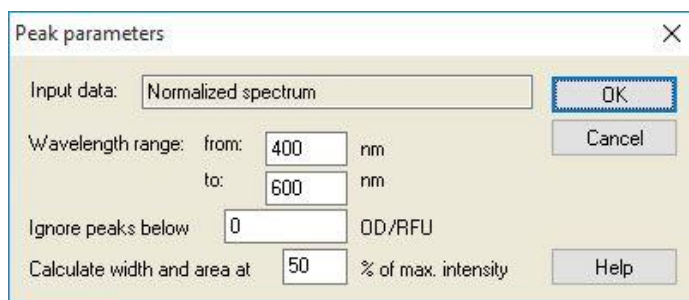 Peak parameters
Input data: Normalized spectrum OK
Wavelength range: from: 400 nm Cancel
to: 600 nm
Ignore peaks below 0 OD/RFU
Calculate width and area at 50 % of max. intensity Help